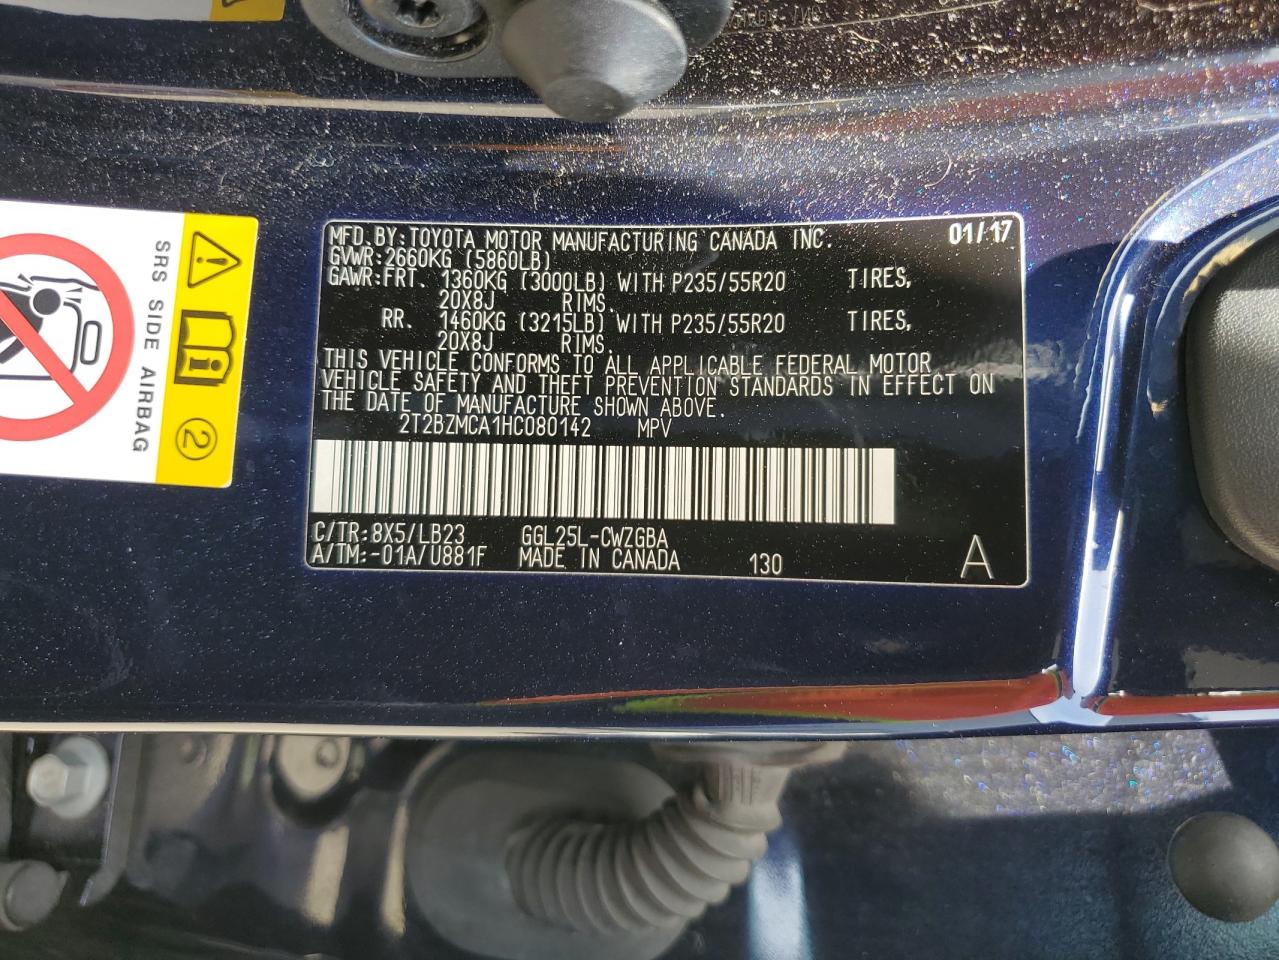 MFD.BY:TOYOTA MOTOR MANUFACTURING CANADA INC. 01/17
GVWR:2660KG (5860LB)
GAWR:FRT. 1360KG (3000LB) WITH P235/55R20 TIRES,
20X8J RIMS.
RR. 1460KG (3215LB) WITH P235/55R20 TIRES,
20X8J RIMS.
THIS VEHICLE CONFORMS TO ALL APPLICABLE FEDERAL MOTOR
VEHICLE SAFETY AND THEFT PREVENTION STANDARDS IN EFFECT ON
THE DATE OF MANUFACTURE SHOWN ABOVE.
2T2BZMCA1HC080142 MPV
C/TR:8X5/LB23 GGL25L-CWZGBA
A/TM:-01A/U881F MADE IN CANADA 130 A
SRS SIDE AIRBAG
2